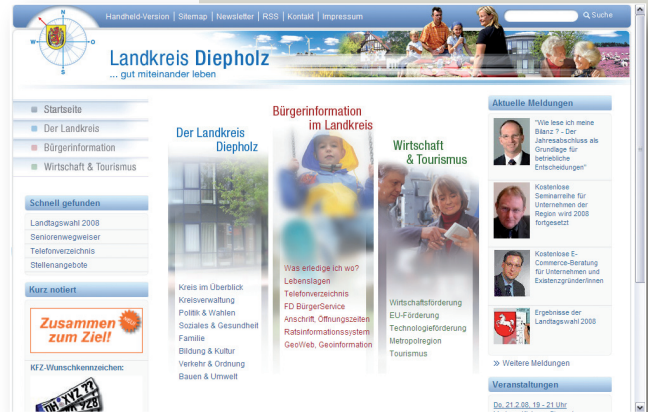 Handheld-Version | Sitemap | Newsletter | RSS | Kontakt | Impressum
Suche
N
W
O
S
Landkreis Diepholz
... gut miteinander leben
Startseite
Der Landkreis
Bürgerinformation
Wirtschaft & Tourismus
Schnell gefunden
Landtagswahl 2008
Seniorenwegweiser
Telefonverzeichnis
Stellenangebote
Kurz notiert
Zusammen
zum Ziel!
KFZ-Wunschkennzeichen:
Der Landkreis
Diepholz
Kreis im Überblick
Kreisverwaltung
Politik & Wahlen
Soziales & Gesundheit
Familie
Bildung & Kultur
Verkehr & Ordnung
Bauen & Umwelt
Bürgerinformation
im Landkreis
Was erledige ich wo?
Lebenslagen
Telefonverzeichnis
FD BürgerService
Anschrift, Öffnungszeiten
Ratsinformationssystem
GeoWeb, Geoinformation
Wirtschaft
& Tourismus
Wirtschaftsförderung
EU-Förderung
Technologieförderung
Metropolregion
Tourismus
Aktuelle Meldungen
"Wie lese ich meine
Bilanz ? - Der
Jahresabschluss als
Grundlage für
betriebliche
Entscheidungen"
Kostenlose
Seminarreihe für
Unternehmen der
Region wird 2008
fortgesetzt
Kostenlose E-
Commerce-Beratung
für Unternehmen und
Existenzgründer/innen
Ergebnisse der
Landtagswahl 2008
» Weitere Meldungen
Veranstaltungen
Do, 21.2.08, 19 - 21 Uhr